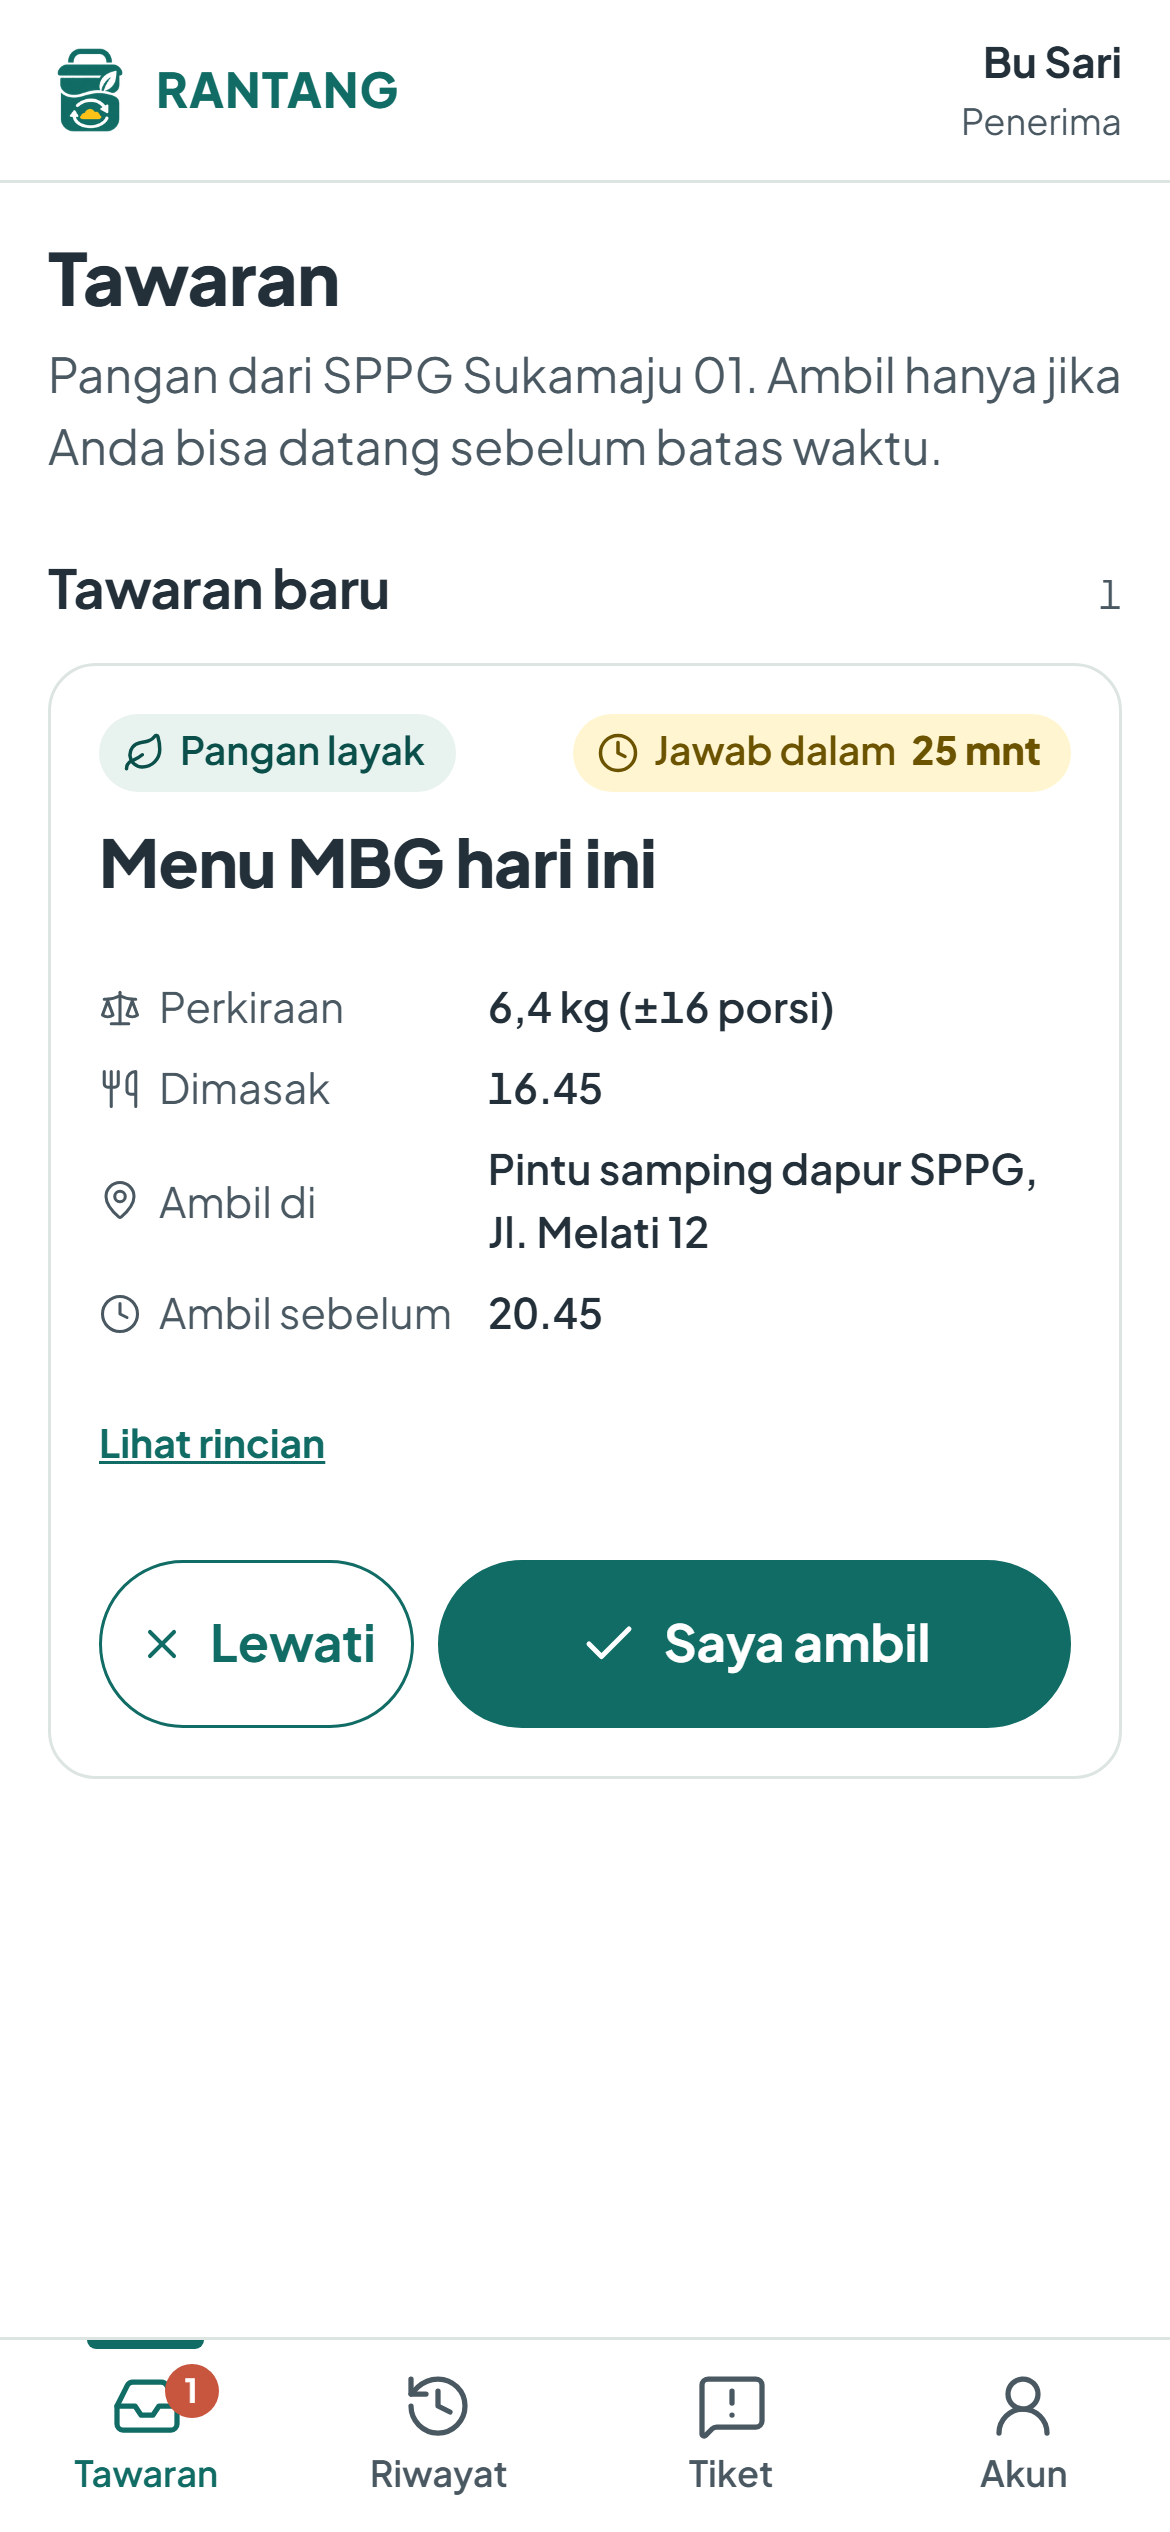 RANTANG
Bu Sari
Penerima
Tawaran
Pangan dari SPPG Sukamaju 01. Ambil hanya jika
Anda bisa datang sebelum batas waktu.
Tawaran baru
1
Pangan layak
Jawab dalam 25 mnt
Menu MBG hari ini
Perkiraan
6,4 kg (±16 porsi)
Dimasak
16.45
Ambil di
Pintu samping dapur SPPG,
Jl. Melati 12
Ambil sebelum
20.45
Lihat rincian
Lewati
Saya ambil
1
Tawaran
Riwayat
Tiket
Akun